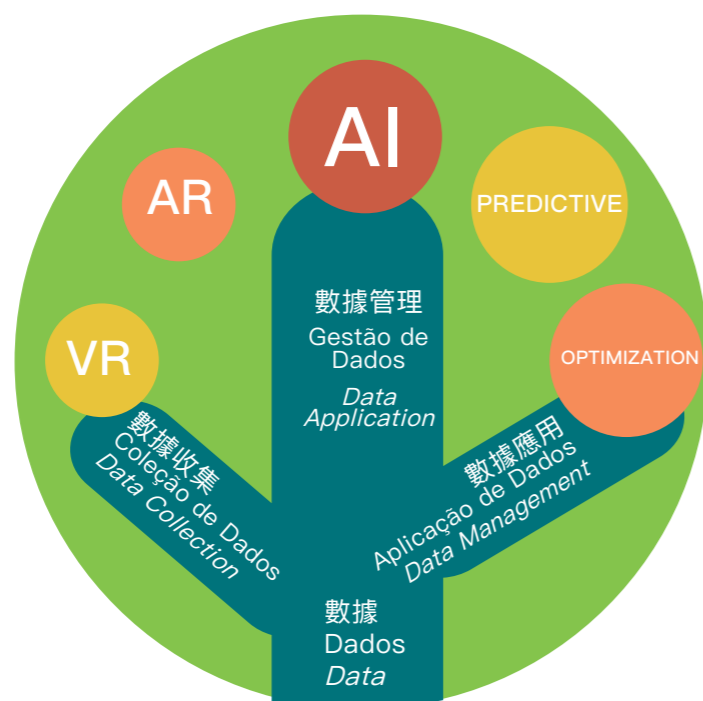 AI
AR
PREDICTIVE
VR
OPTIMIZATION
數據管理
Gestão de
Dados
Data
Application
數據收集
Coleção de Dados
Data Collection
數據應用
Aplicação de Dados
Data Management
數據
Dados
Data